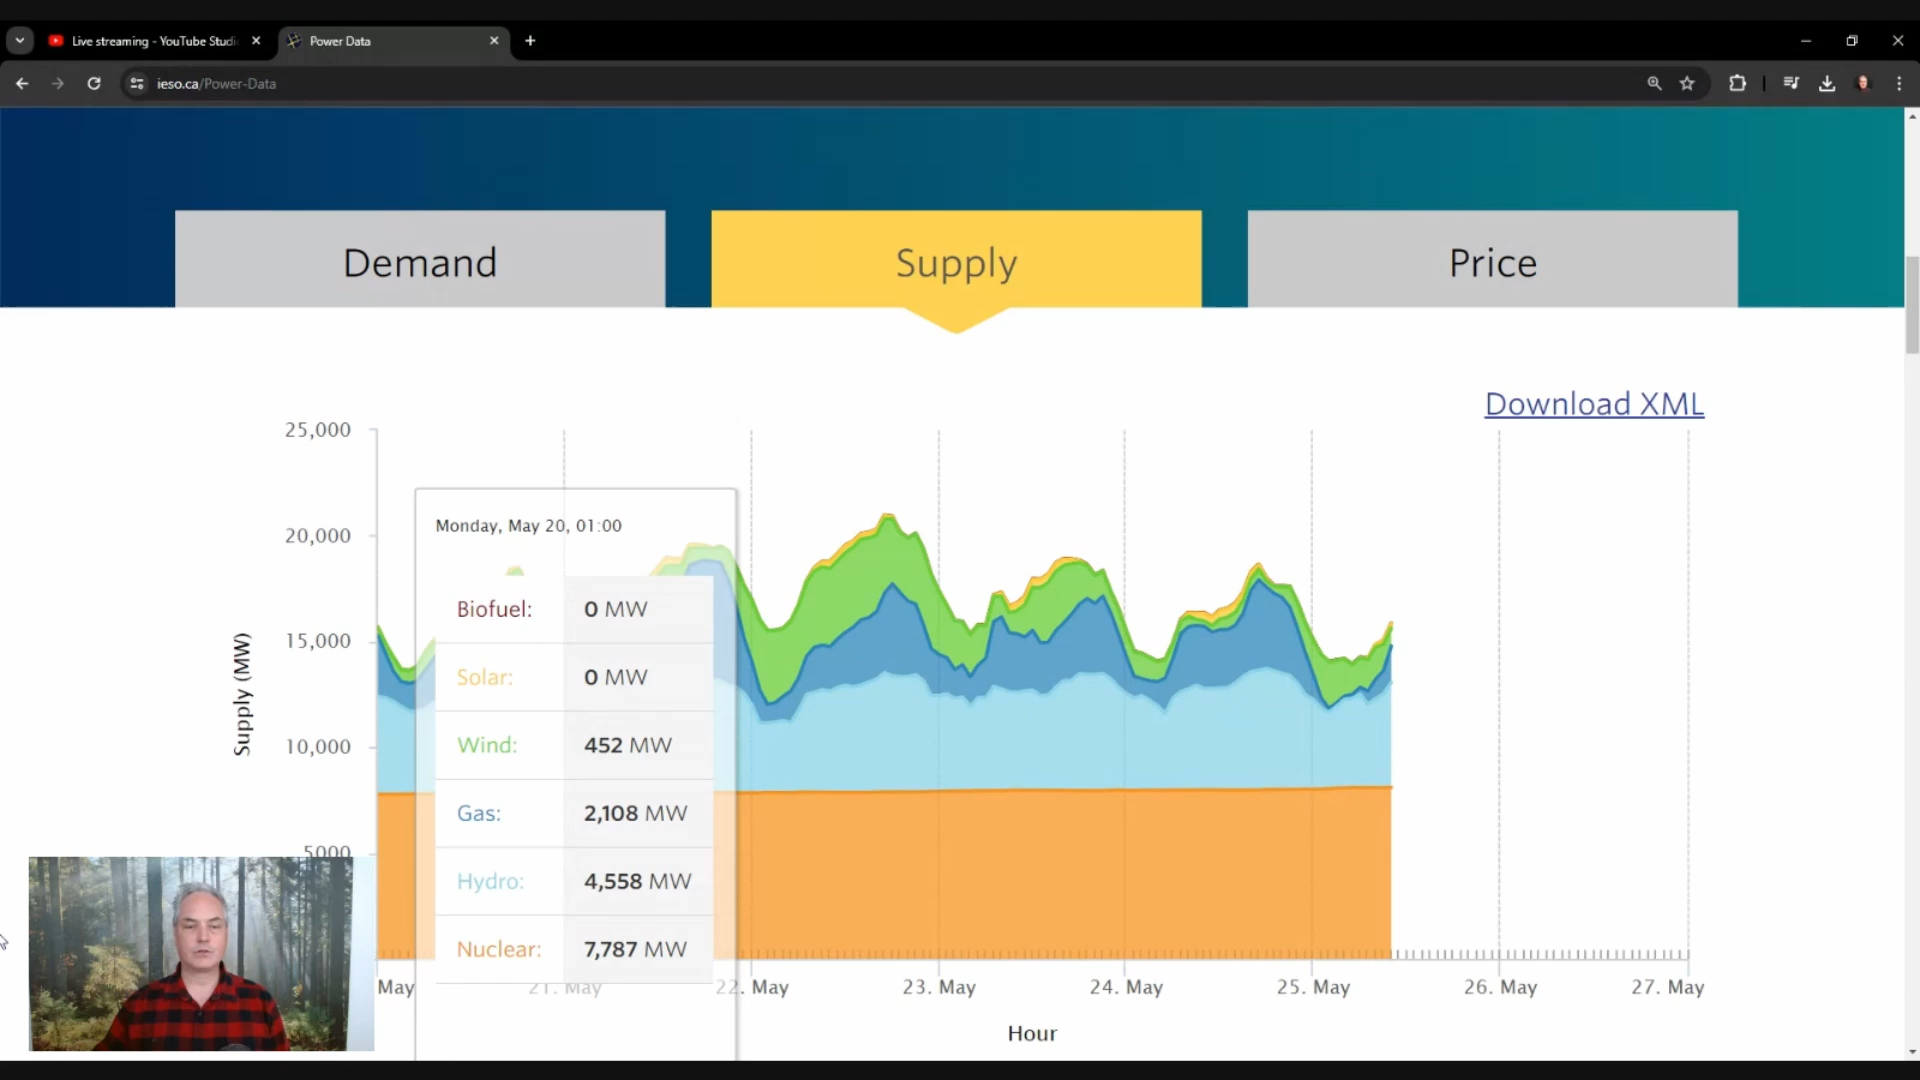 Live streaming - YouTube Studi
Power Data
ieso.ca/Power-Data
Demand
Supply
Price
Download XML
25,000
20,000
15,000
10,000
5000
Supply (MW)
Monday, May 20, 01:00
Biofuel: 0 MW
Solar: 0 MW
Wind: 452 MW
Gas: 2,108 MW
Hydro: 4,558 MW
Nuclear: 7,787 MW
May
21. May
22. May
23. May
24. May
25. May
26. May
27. May
Hour